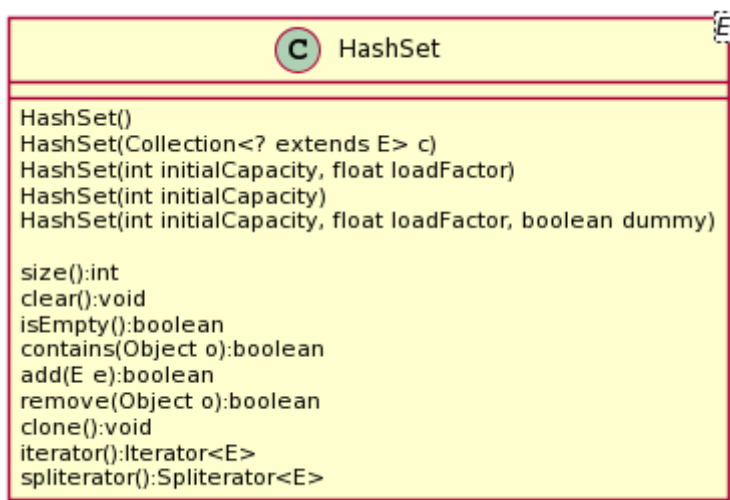 E
C HashSet
HashSet()
HashSet(Collection<? extends E> c)
HashSet(int initialCapacity, float loadFactor)
HashSet(int initialCapacity)
HashSet(int initialCapacity, float loadFactor, boolean dummy)
size():int
clear():void
isEmpty():boolean
contains(Object o):boolean
add(E e):boolean
remove(Object o):boolean
clone():void
iterator():Iterator<E>
spliterator():Spliterator<E>